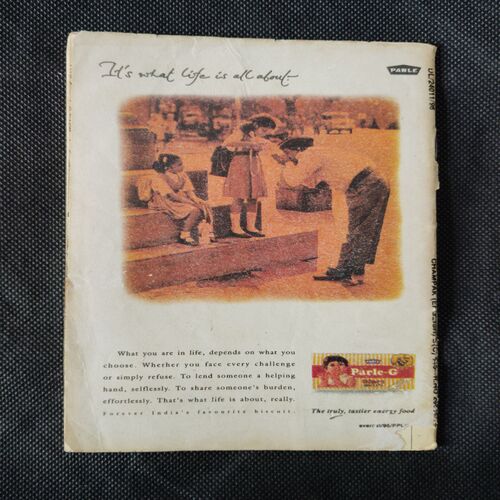 It's what life is all about.
PARLE
What you are in life, depends on what you
choose. Whether you face every challenge
or simply refuse. To lend someone a helping
hand, selflessly. To share someone's burden,
effortlessly. That's what life is about, really.
Forever India's favourite biscuit.
PARLE
Parle-G
The truly, tastier energy food